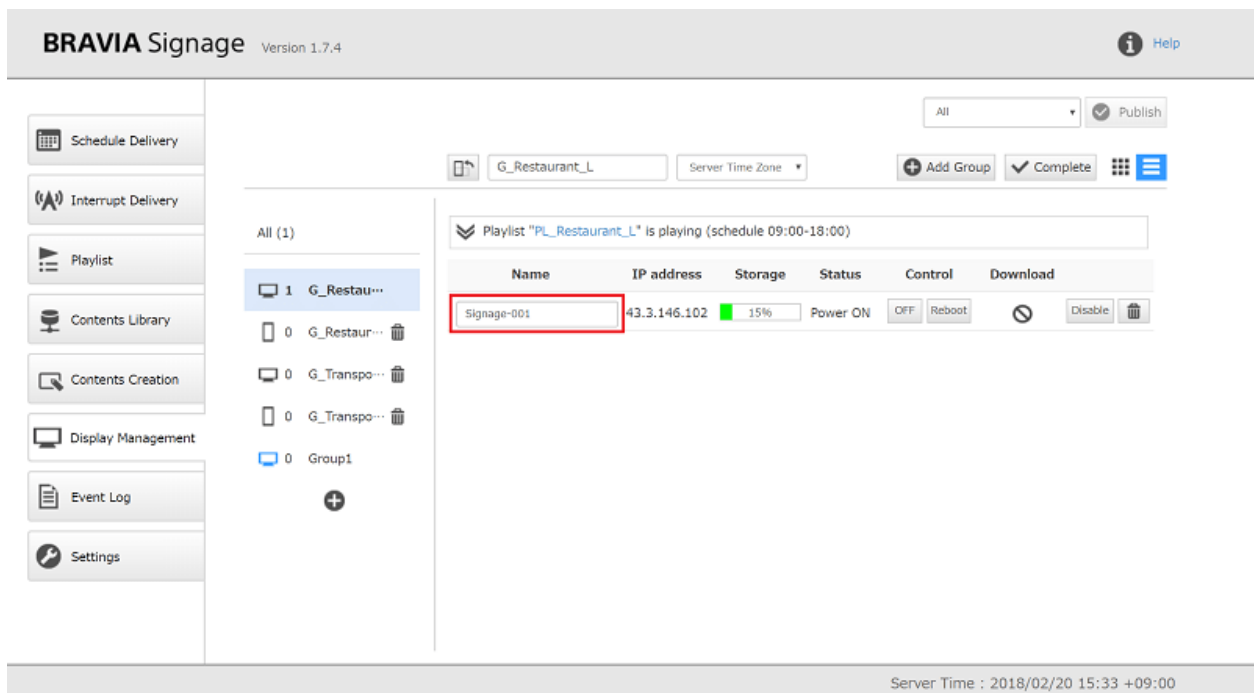 BRAVIA Signage Version 1.7.4
Help
Schedule Delivery
Interrupt Delivery
Playlist
Contents Library
Contents Creation
Display Management
Event Log
Settings
All
Publish
G_Restaurant_L
Server Time Zone
Add Group
Complete
All (1)
1 G_Restau···
0 G_Restaur···
0 G_Transpo···
0 G_Transpo···
0 Group1
Playlist "PL_Restaurant_L" is playing (schedule 09:00-18:00)
Name IP address Storage Status Control Download
Signage-001 43.3.146.102 15% Power ON OFF Reboot Disable
Server Time : 2018/02/20 15:33 +09:00